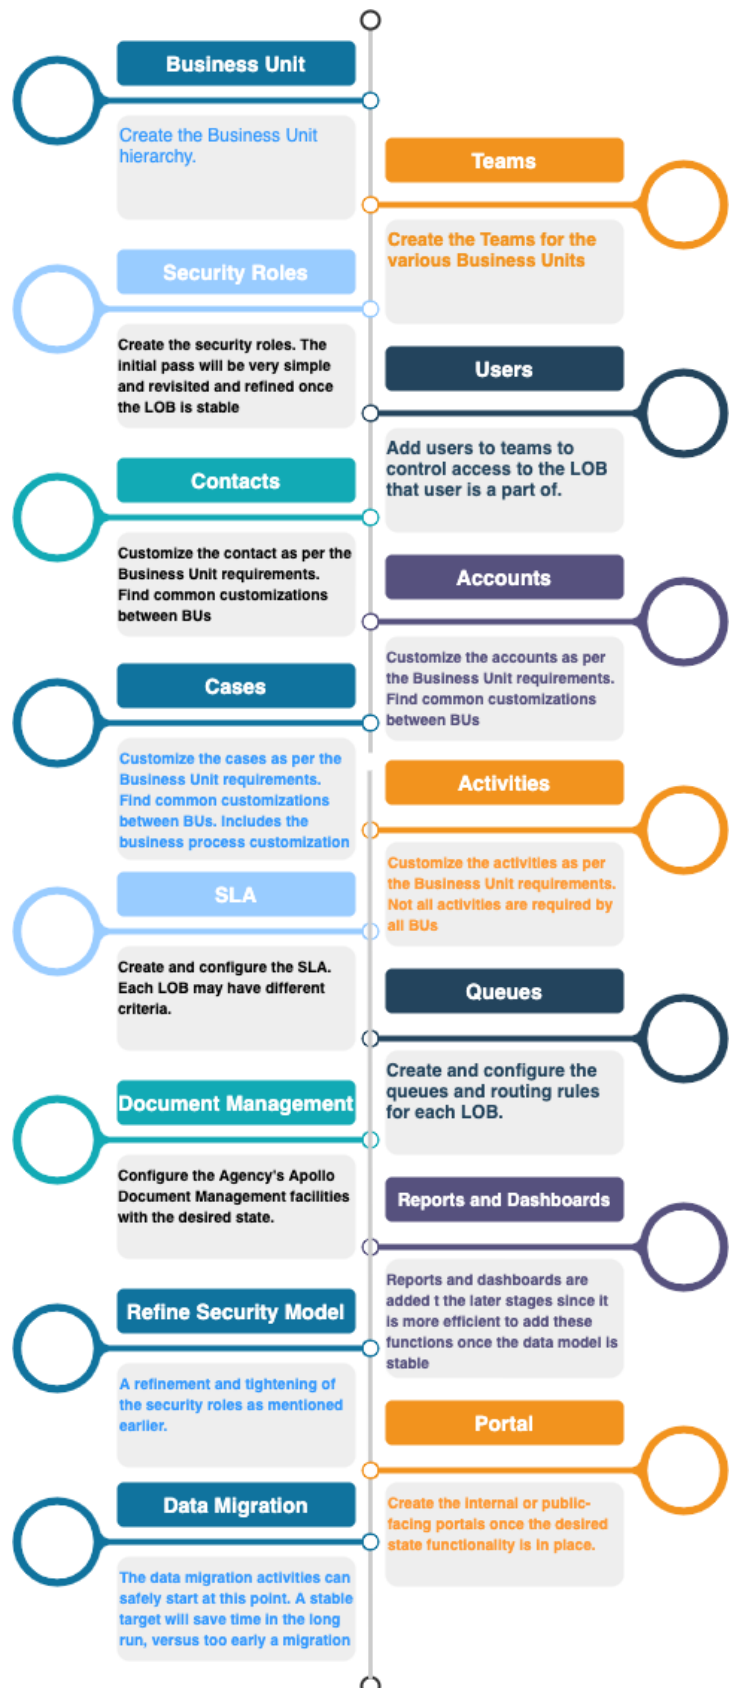 Business Unit
Create the Business Unit
hierarchy.
Teams
Create the Teams for the
various Business Units
Security Roles
Create the security roles. The
initial pass will be very simple
and revisited and refined once
the LOB is stable
Users
Add users to teams to
control access to the LOB
that user is a part of.
Contacts
Customize the contact as per the
Business Unit requirements.
Find common customizations
between BUs
Accounts
Customize the accounts as per
the Business Unit requirements.
Find common customizations
between BUs
Cases
Customize the cases as per the
Business Unit requirements.
Find common customizations
between BUs. Includes the
business process customization
Activities
Customize the activities as per
the Business Unit requirements.
Not all activities are required by
all BUs
SLA
Create and configure the SLA.
Each LOB may have different
criteria.
Queues
Create and configure the
queues and routing rules
for each LOB.
Document Management
Configure the Agency's Apollo
Document Management facilities
with the desired state.
Reports and Dashboards
Reports and dashboards are
added t the later stages since it
is more efficient to add these
functions once the data model is
stable
Refine Security Model
A refinement and tightening of
the security roles as mentioned
earlier.
Portal
Create the internal or public-
facing portals once the desired
state functionality is in place.
Data Migration
The data migration activities can
safely start at this point. A stable
target will save time in the long
run, versus too early a migration